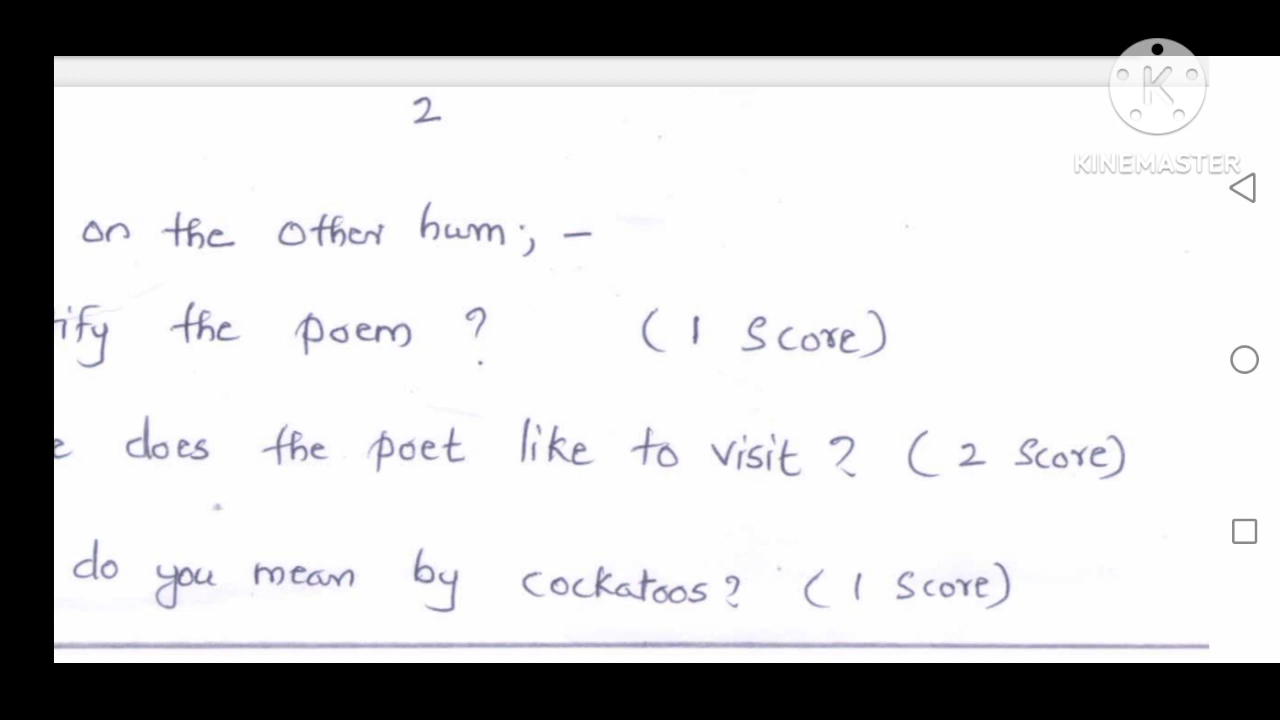 2
KINEMASTER
on the other hum; -
ify the poem ? (1 Score)
e does the poet like to visit ? (2 Score)
do you mean by cockatoos? (1 Score)